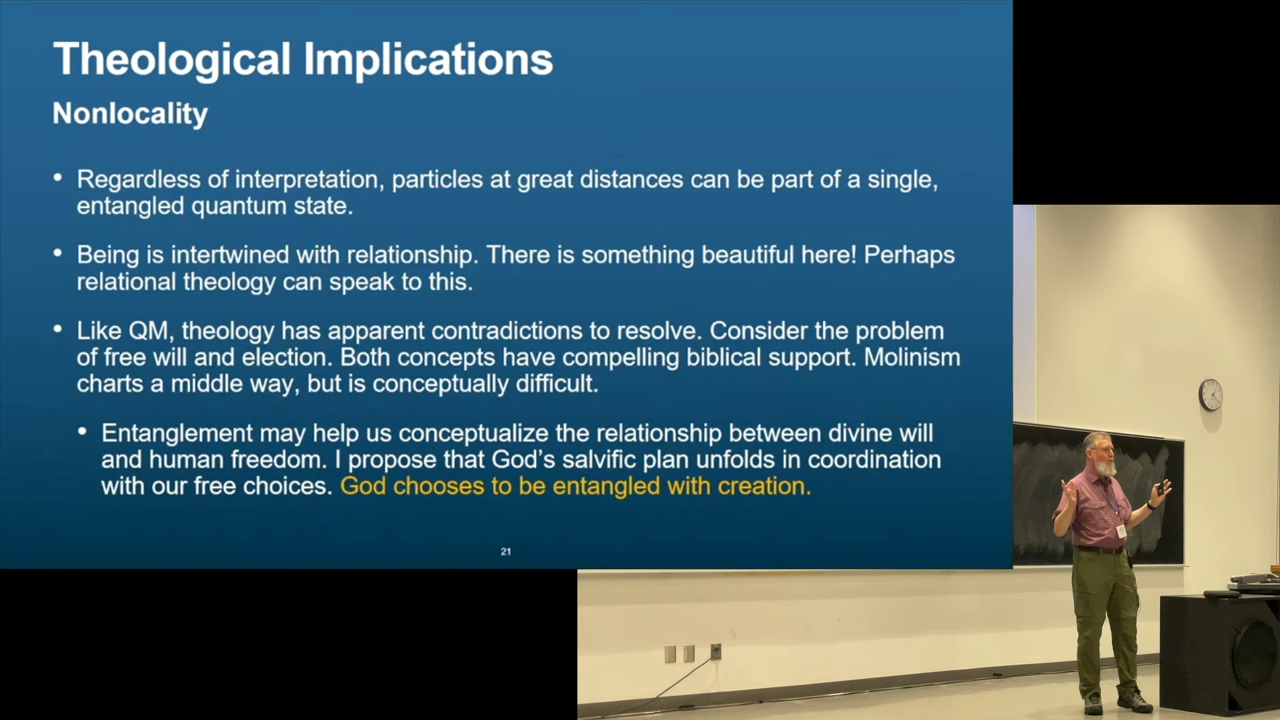 Theological Implications
Nonlocality
• Regardless of interpretation, particles at great distances can be part of a single,
entangled quantum state.
• Being is intertwined with relationship. There is something beautiful here! Perhaps
relational theology can speak to this.
• Like QM, theology has apparent contradictions to resolve. Consider the problem
of free will and election. Both concepts have compelling biblical support. Molinism
charts a middle way, but is conceptually difficult.
• Entanglement may help us conceptualize the relationship between divine will
and human freedom. I propose that God's salvific plan unfolds in coordination
with our free choices. God chooses to be entangled with creation.
21